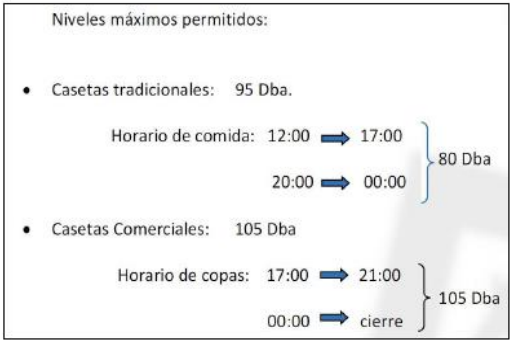 Niveles máximos permitidos:
• Casetas tradicionales: 95 Dba.
Horario de comida: 12:00 ➡ 17:00
80 Dba
20:00 ➡ 00:00
• Casetas Comerciales: 105 Dba
Horario de copas: 17:00 ➡ 21:00
105 Dba
00:00 ➡ cierre